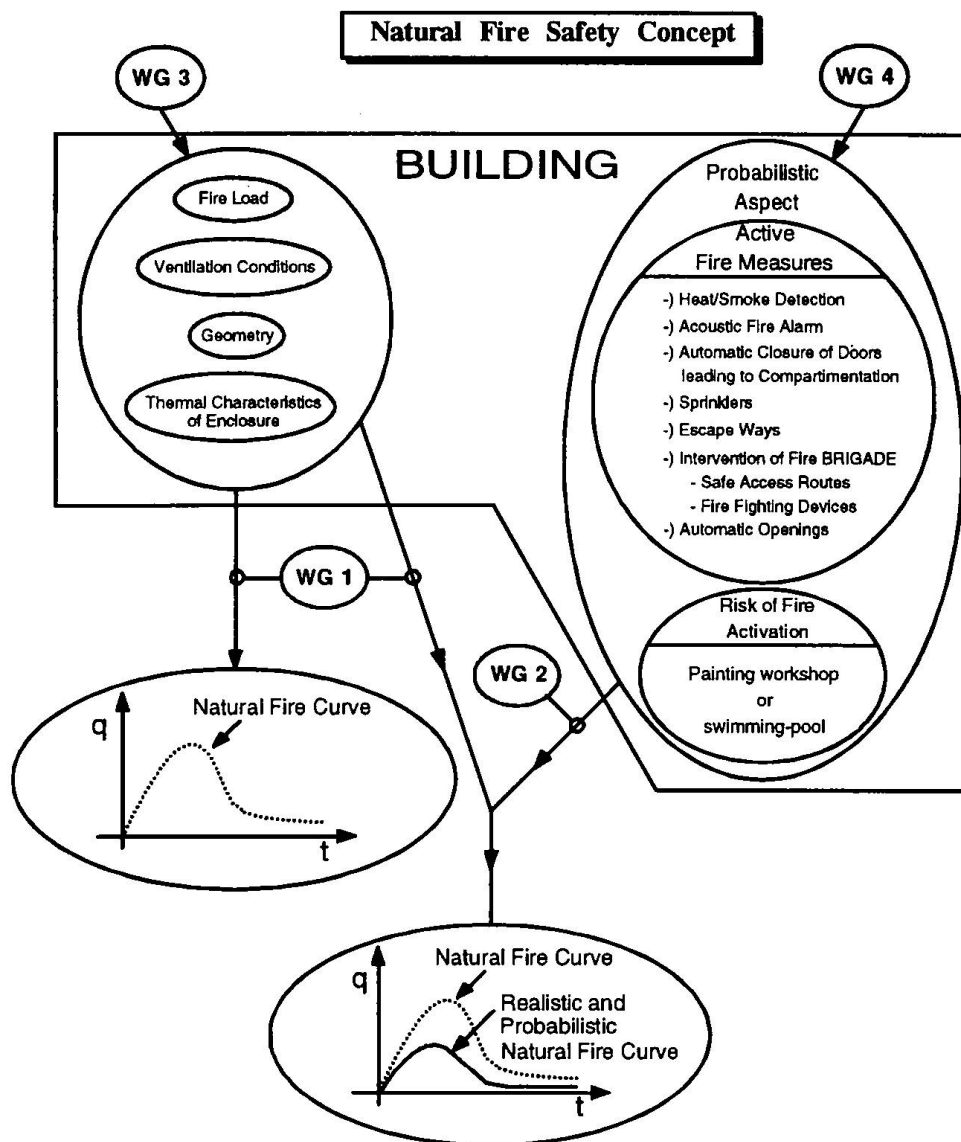 Natural Fire Safety Concept
WG 3
WG 4
BUILDING
Fire Load
Ventilation Conditions
Geometry
Thermal Characteristics
of Enclosure
Probabilistic
Aspect
Active
Fire Measures
-) Heat/Smoke Detection
-) Acoustic Fire Alarm
-) Automatic Closure of Doors
leading to Compartimentation
-) Sprinklers
-) Escape Ways
-) Intervention of Fire BRIGADE
- Safe Access Routes
- Fire Fighting Devices
-) Automatic Openings
Risk of Fire
Activation
Painting workshop
or
swimming-pool
WG 1
WG 2
Natural Fire Curve
q
t
Natural Fire Curve
q
Realistic and
Probabilistic
Natural Fire Curve
t